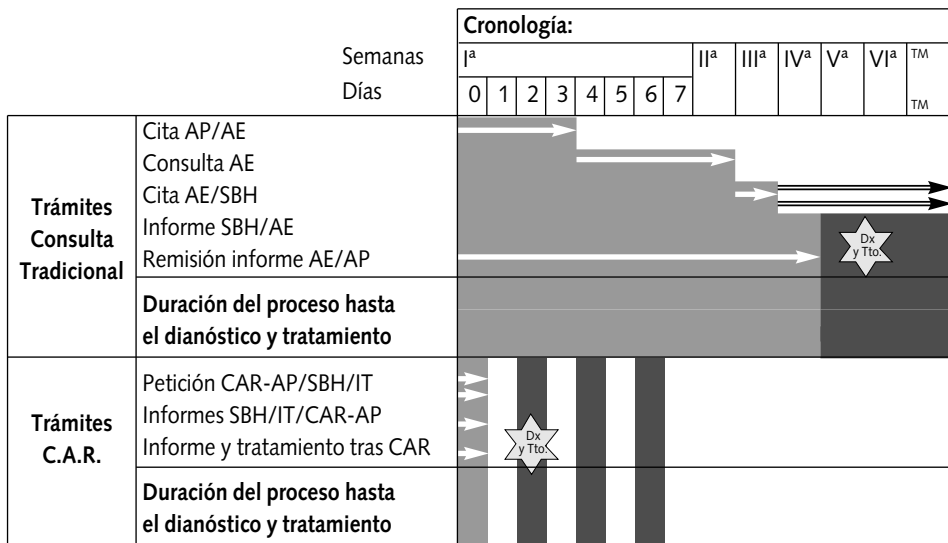 Cronología:
Semanas Iª IIª IIIª IVª Vª VIª TM
Días 0 1 2 3 4 5 6 7 TM
Trámites
Consulta
Tradicional
Cita AP/AE
Consulta AE
Cita AE/SBH
Informe SBH/AE
Remisión informe AE/AP
Dx
y Tto.
Duración del proceso hasta
el dianóstico y tratamiento
Trámites
C.A.R.
Petición CAR-AP/SBH/IT
Informes SBH/IT/CAR-AP
Informe y tratamiento tras CAR
Dx
y Tto.
Duración del proceso hasta
el dianóstico y tratamiento